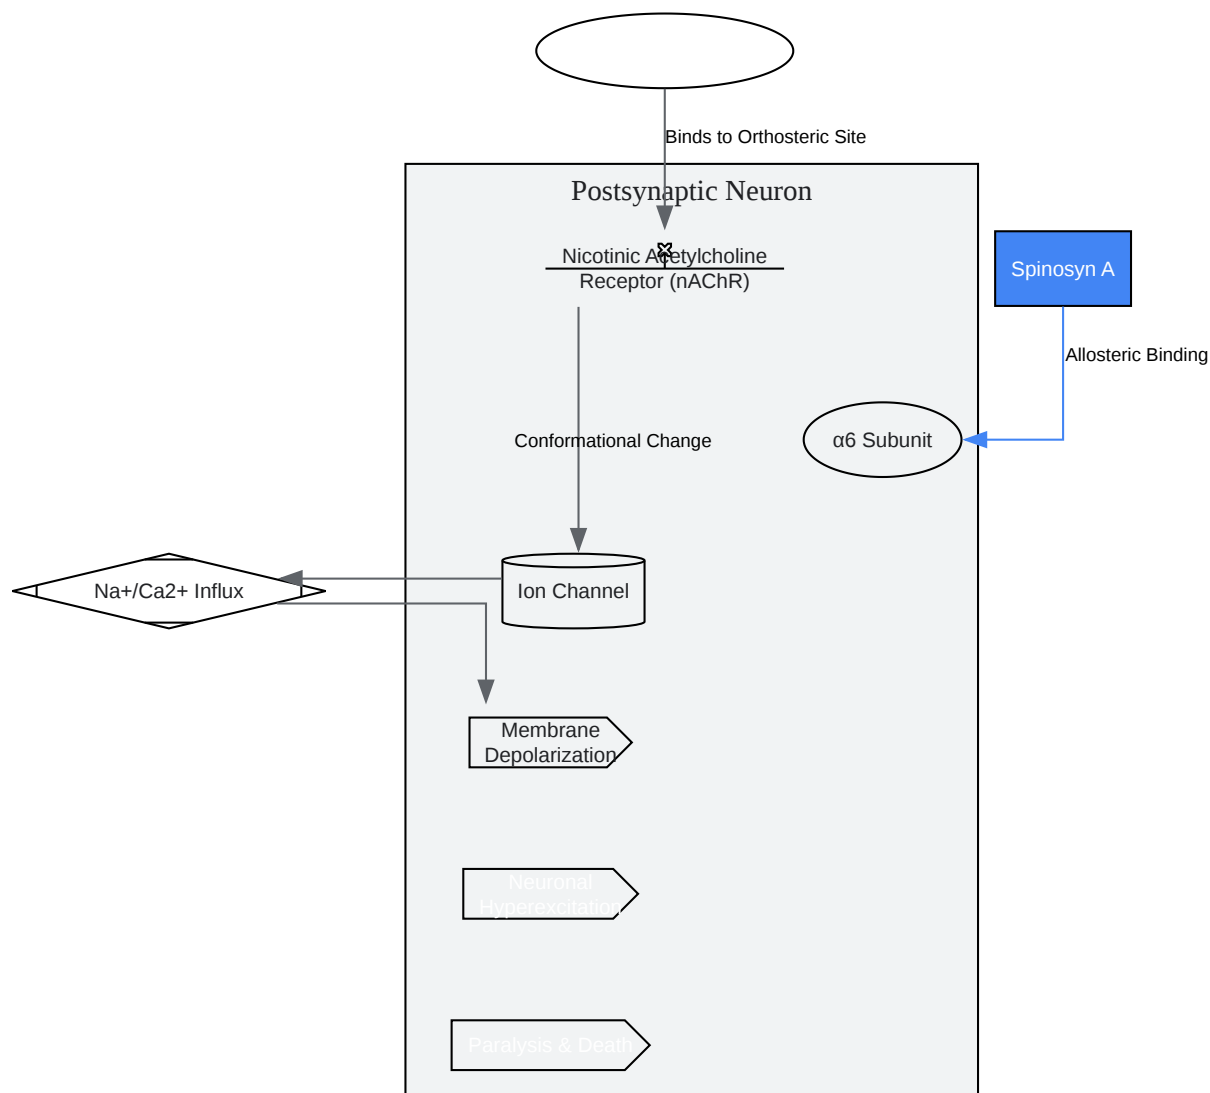 Binds to Orthosteric Site
Postsynaptic Neuron
Nicotinic Acetylcholine
Receptor (nAChR)
Spinosyn A
Allosteric Binding
α6 Subunit
Conformational Change
Na+/Ca2+ Influx
Ion Channel
Membrane
Depolarization
Neuronal
Hyperexcitation
Paralysis & Death